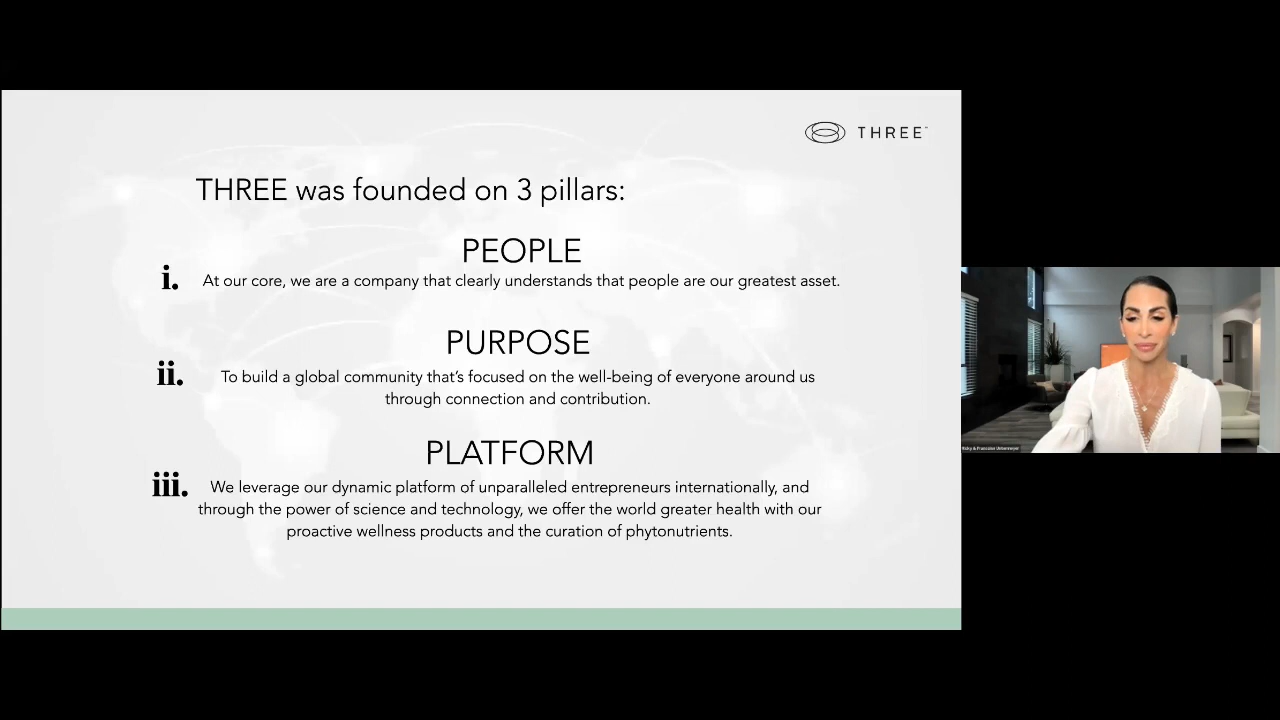 THREE™
THREE was founded on 3 pillars:
PEOPLE
i.
At our core, we are a company that clearly understands that people are our greatest asset.
PURPOSE
ii.
To build a global community that's focused on the well-being of everyone around us
through connection and contribution.
PLATFORM
iii.
We leverage our dynamic platform of unparalleled entrepreneurs internationally, and
through the power of science and technology, we offer the world greater health with our
proactive wellness products and the curation of phytonutrients.